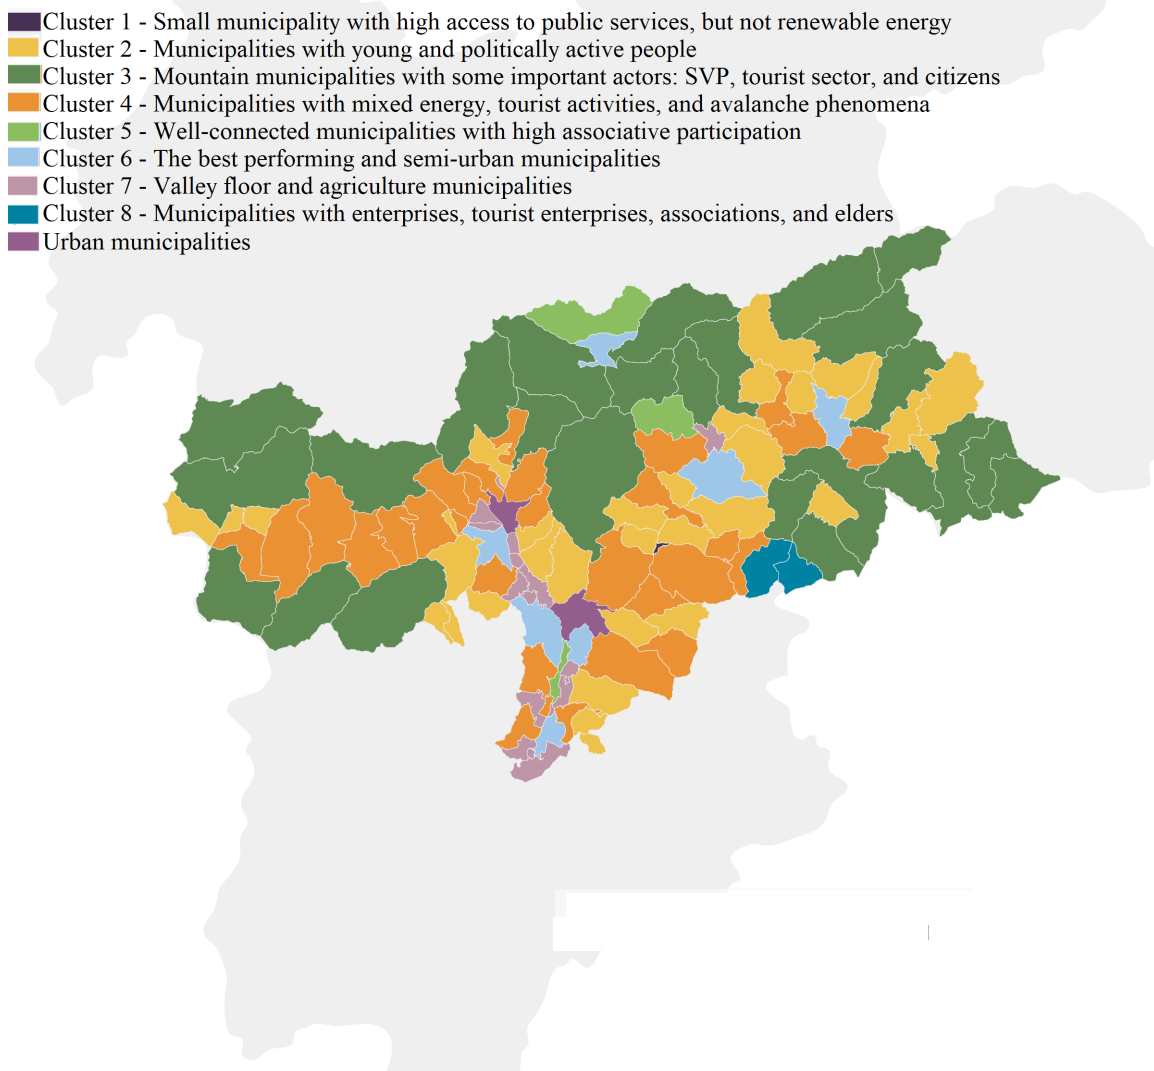 Cluster 1 - Small municipality with high access to public services, but not renewable energy
Cluster 2 - Municipalities with young and politically active people
Cluster 3 - Mountain municipalities with some important actors: SVP, tourist sector, and citizens
Cluster 4 - Municipalities with mixed energy, tourist activities, and avalanche phenomena
Cluster 5 - Well-connected municipalities with high associative participation
Cluster 6 - The best performing and semi-urban municipalities
Cluster 7 - Valley floor and agriculture municipalities
Cluster 8 - Municipalities with enterprises, tourist enterprises, associations, and elders
Urban municipalities